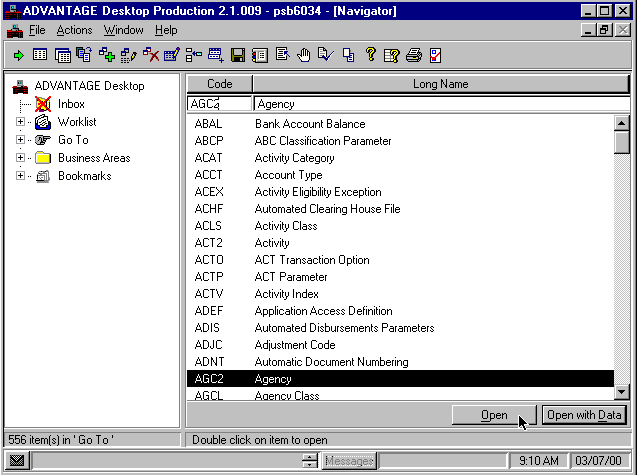 ADVANTAGE Desktop Production 2.1.009 - psb6034 - [Navigator]
File Actions Window Help
ADVANTAGE Desktop
Inbox
Worklist
Go To
Business Areas
Bookmarks
Code Long Name
AGC2 Agency
ABAL Bank Account Balance
ABCP ABC Classification Parameter
ACAT Activity Category
ACCT Account Type
ACEX Activity Eligibility Exception
ACHF Automated Clearing House File
ACLS Activity Class
ACT2 Activity
ACTO ACT Transaction Option
ACTP ACT Parameter
ACTV Activity Index
ADEF Application Access Definition
ADIS Automated Disbursements Parameters
ADJC Adjustment Code
ADNT Automatic Document Numbering
AGC2 Agency
AGCL Agency Class
Open Open with Data
556 item(s) in ' Go To ' Double click on item to open
Messages 9:10 AM 03/07/00